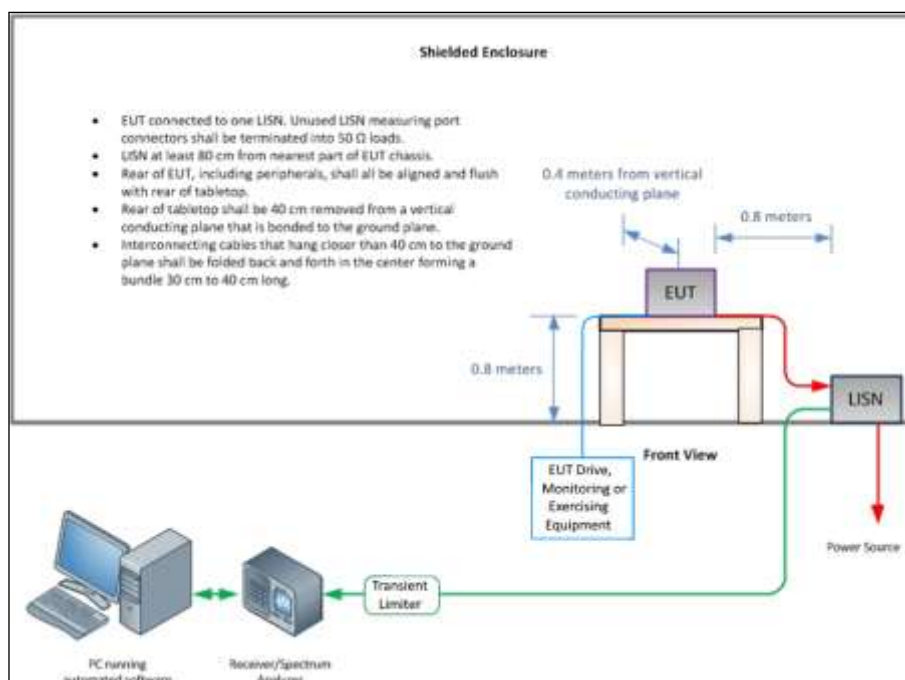 Shielded Enclosure
• EUT connected to one LISN. Unused LISN measuring port
connectors shall be terminated into 50 Ω loads.
• LISN at least 80 cm from nearest part of EUT chassis.
• Rear of EUT, including peripherals, shall all be aligned and flush
with rear of tabletop.
• Rear of tabletop shall be 40 cm removed from a vertical
conducting plane that is bonded to the ground plane.
• Interconnecting cables that hang closer than 40 cm to the ground
plane shall be folded back and forth in the center forming a
bundle 30 cm to 40 cm long.
0.4 meters from vertical
conducting plane
0.8 meters
EUT
0.8 meters
LISN
Front View
EUT Drive,
Monitoring or
Exercising
Equipment
Power Source
Transient
Limiter
PC running
automated software
Receiver/Spectrum
Analyzer